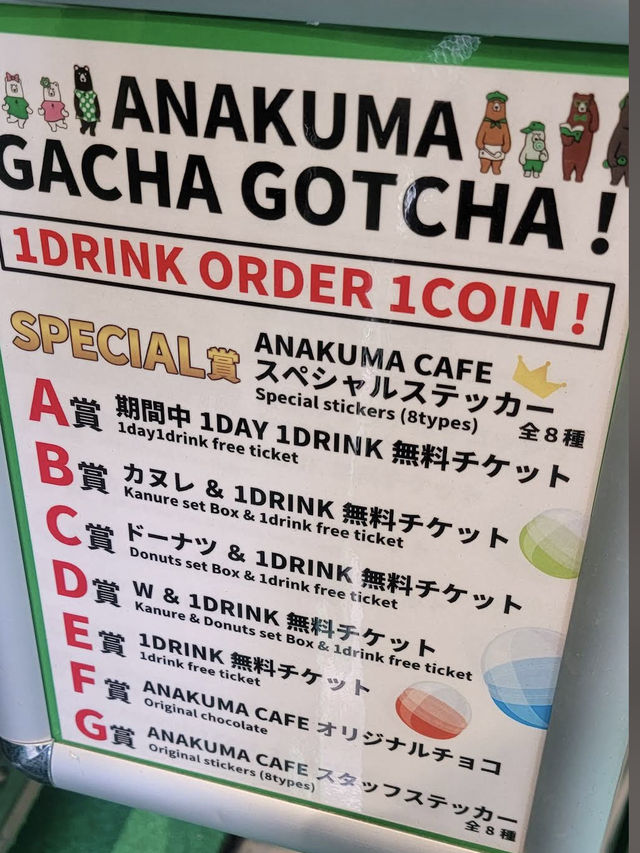 ANAKUMA
GACHA GOTCHA!
1DRINK ORDER 1COIN!
SPECIAL賞
ANAKUMA CAFE
スペシャルステッカー
Special stickers (8types)
全8種
A賞
期間中 1DAY 1DRINK 無料チケット
1day1drink free ticket
B賞
カヌレ & 1DRINK 無料チケット
Kanure set Box & 1drink free ticket
C賞
ドーナツ & 1DRINK 無料チケット
Donuts set Box & 1drink free ticket
D賞
W & 1DRINK 無料チケット
Kanure & Donuts set Box & 1drink free ticket
E賞
1DRINK 無料チケット
1drink free ticket
F賞
ANAKUMA CAFE オリジナルチョコ
Original chocolate
G賞
ANAKUMA CAFE スタッフステッカー
Original stickers (8types)
全8種